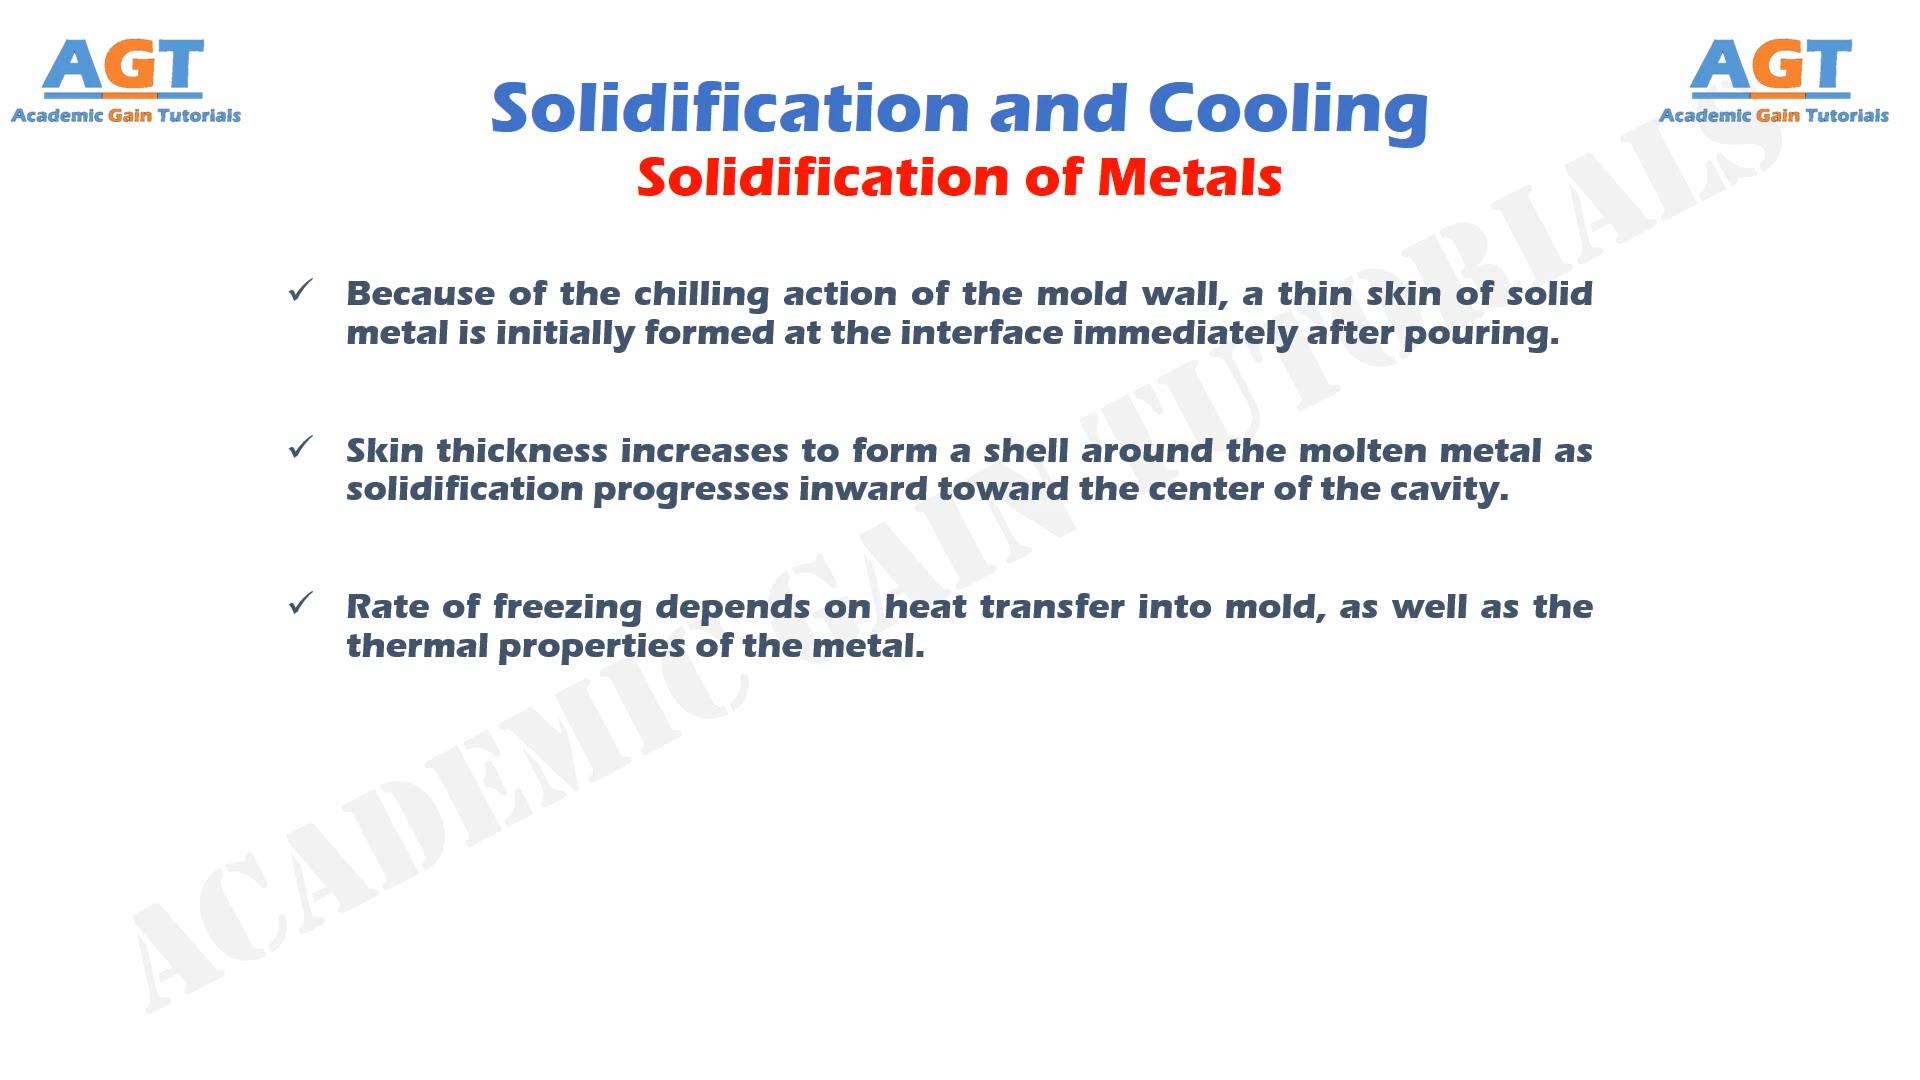 AGT
Academic Gain Tutorials
AGT
Academic Gain Tutorials
Solidification and Cooling
Solidification of Metals
✓ Because of the chilling action of the mold wall, a thin skin of solid
metal is initially formed at the interface immediately after pouring.
✓ Skin thickness increases to form a shell around the molten metal as
solidification progresses inward toward the center of the cavity.
✓ Rate of freezing depends on heat transfer into mold, as well as the
thermal properties of the metal.
ACADEMIC GAIN TUTORIALS